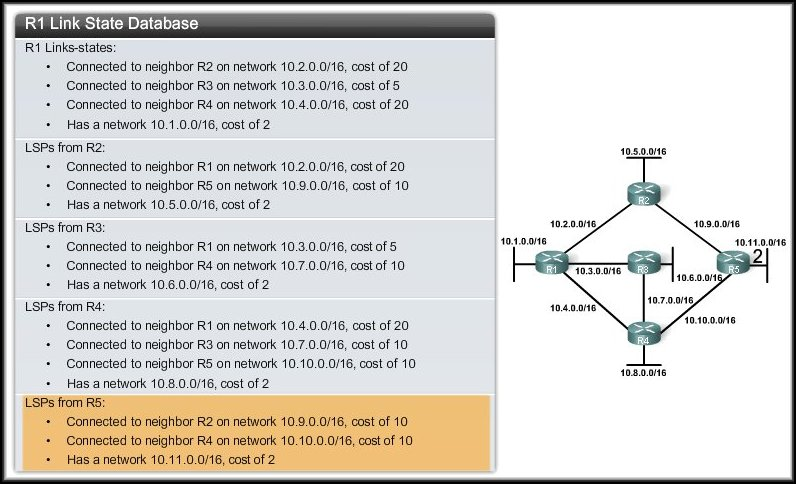 R1 Link State Database
R1 Links-states:
• Connected to neighbor R2 on network 10.2.0.0/16, cost of 20
• Connected to neighbor R3 on network 10.3.0.0/16, cost of 5
• Connected to neighbor R4 on network 10.4.0.0/16, cost of 20
• Has a network 10.1.0.0/16, cost of 2
LSPs from R2:
• Connected to neighbor R1 on network 10.2.0.0/16, cost of 20
• Connected to neighbor R5 on network 10.9.0.0/16, cost of 10
• Has a network 10.5.0.0/16, cost of 2
LSPs from R3:
• Connected to neighbor R1 on network 10.3.0.0/16, cost of 5
• Connected to neighbor R4 on network 10.7.0.0/16, cost of 10
• Has a network 10.6.0.0/16, cost of 2
LSPs from R4:
• Connected to neighbor R1 on network 10.4.0.0/16, cost of 20
• Connected to neighbor R3 on network 10.7.0.0/16, cost of 10
• Connected to neighbor R5 on network 10.10.0.0/16, cost of 10
• Has a network 10.8.0.0/16, cost of 2
LSPs from R5:
• Connected to neighbor R2 on network 10.9.0.0/16, cost of 10
• Connected to neighbor R4 on network 10.10.0.0/16, cost of 10
• Has a network 10.11.0.0/16, cost of 2
10.5.0.0/16
R2
10.2.0.0/16
10.9.0.0/16
10.1.0.0/16
10.11.0.0/16
2
R1
10.3.0.0/16
R3
10.6.0.0/16
R5
10.7.0.0/16
10.4.0.0/16
10.10.0.0/16
R4
10.8.0.0/16